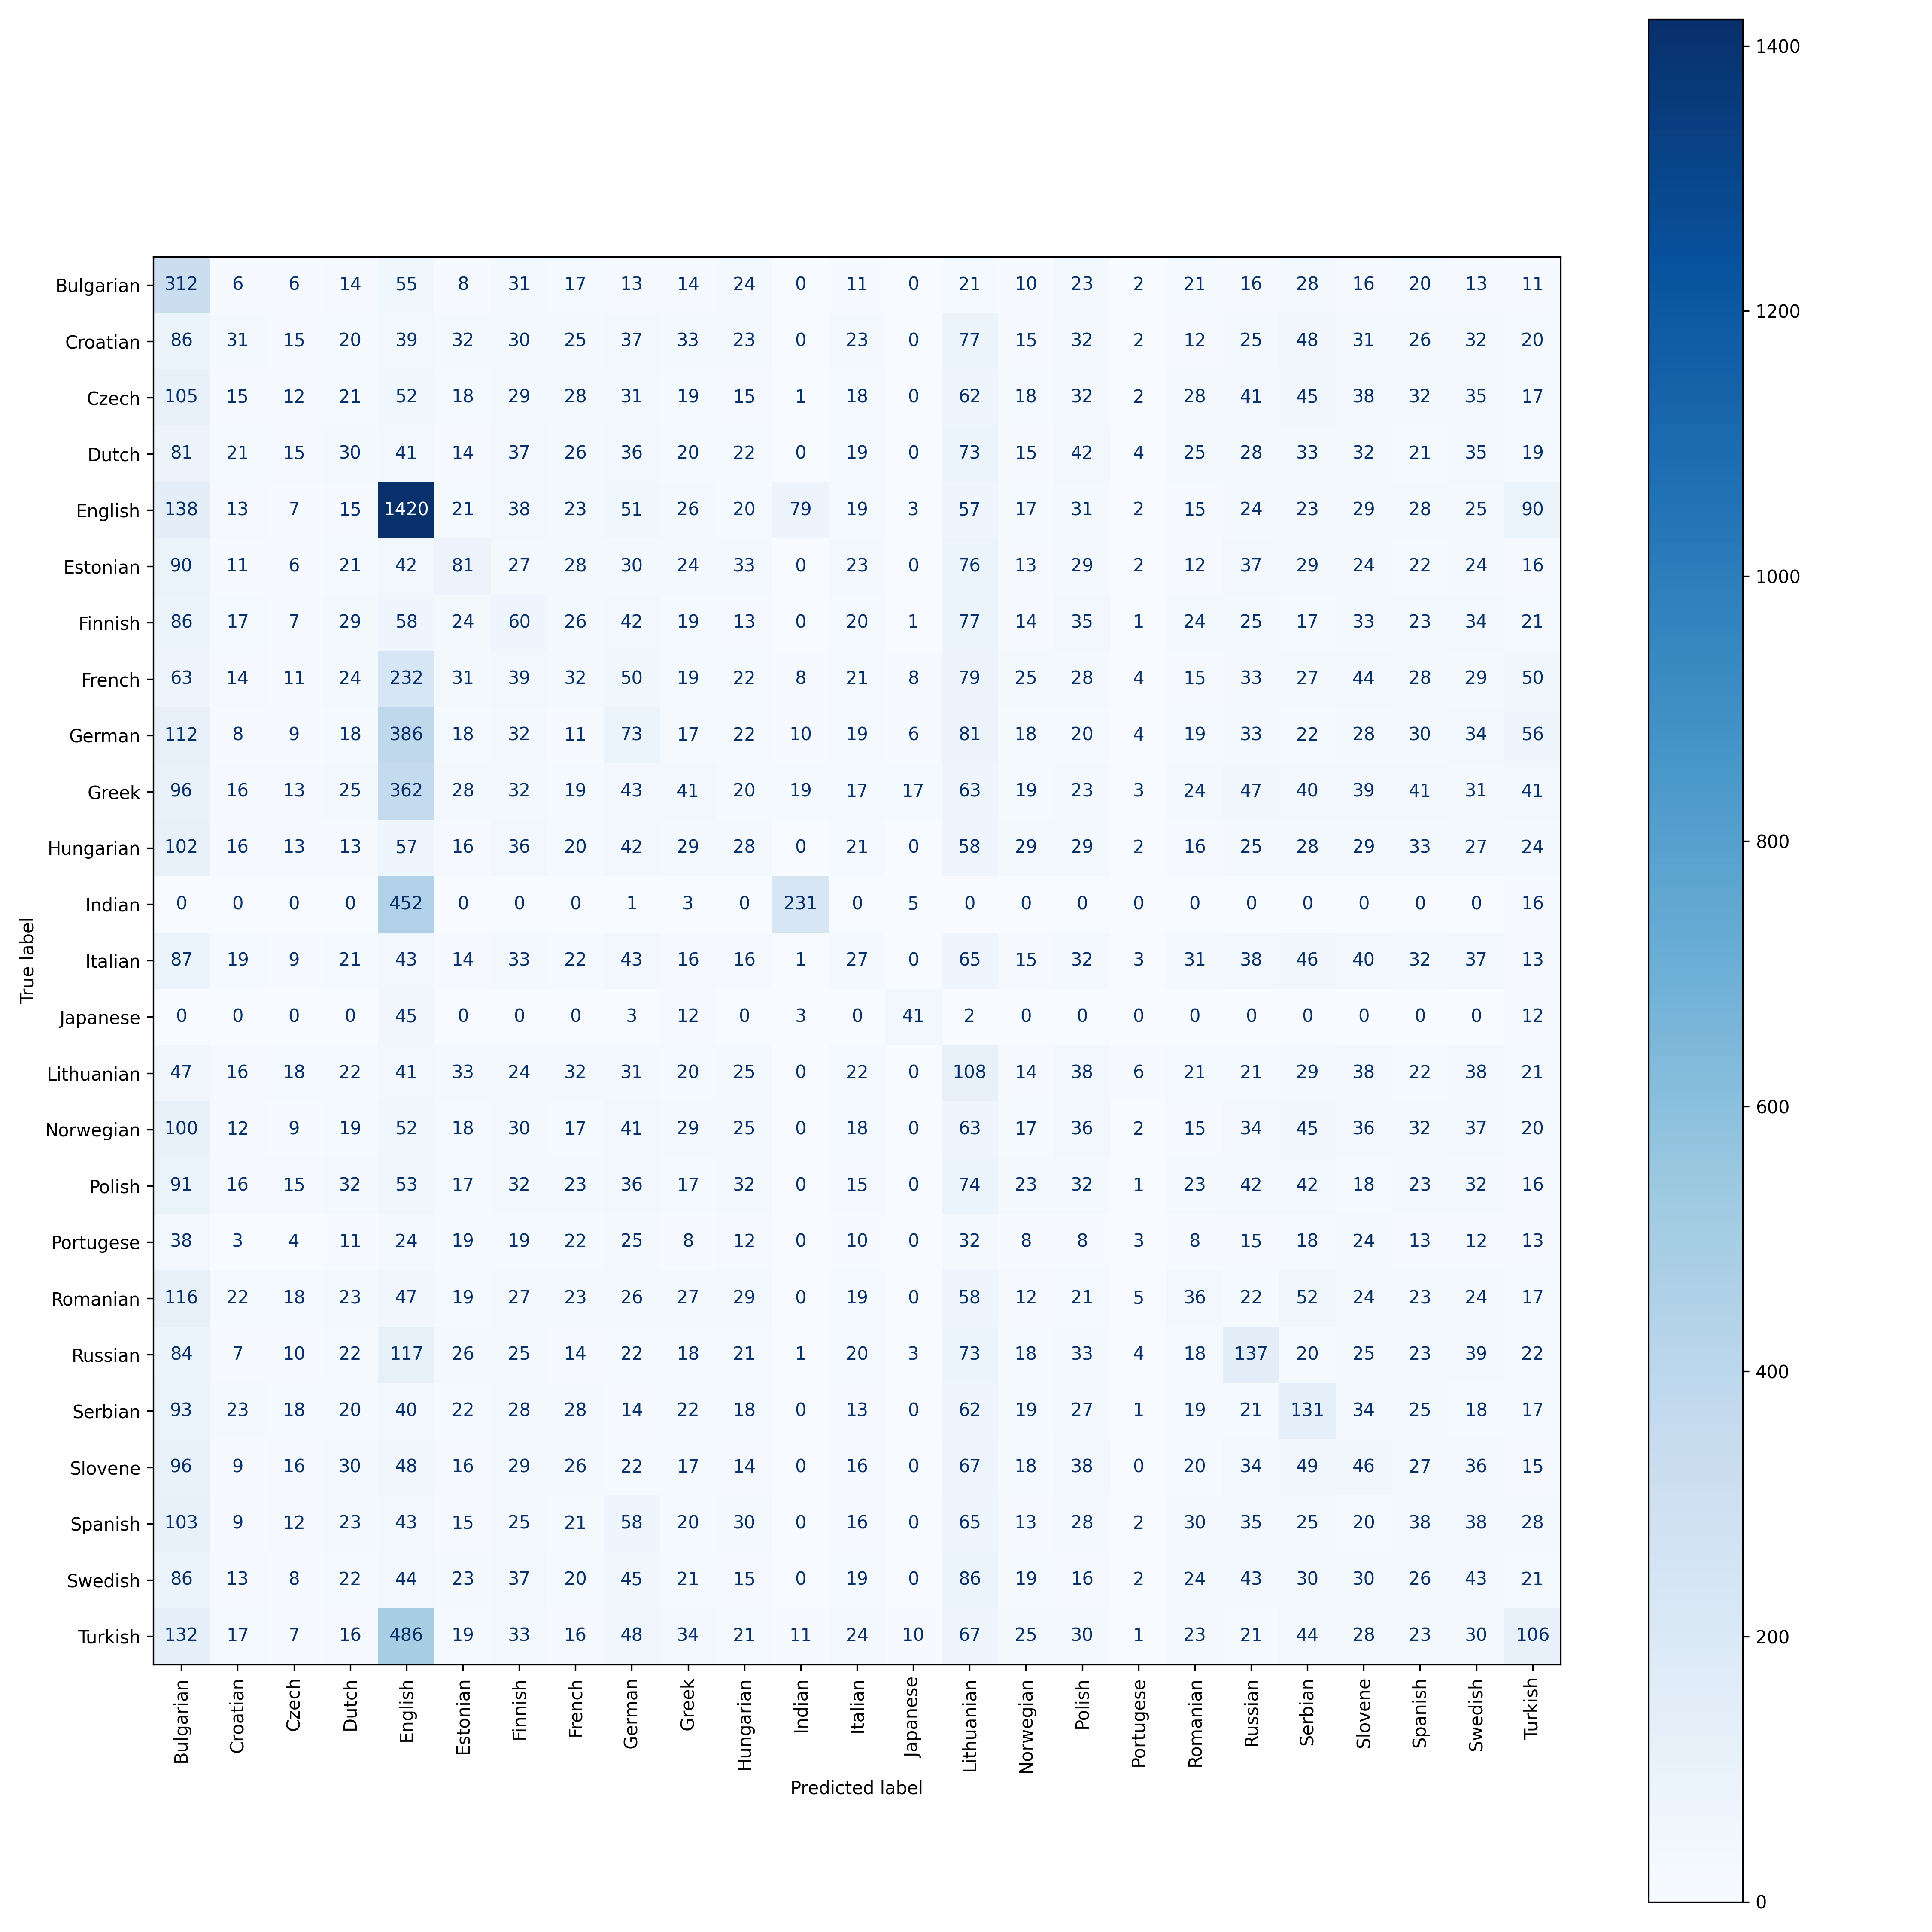 Bulgarian 312 6 6 14 55 8 31 17 13 14 24 0 11 0 21 10 23 2 21 16 28 16 20 13 11
Croatian 86 31 15 20 39 32 30 25 37 33 23 0 23 0 77 15 32 2 12 25 48 31 26 32 20
Czech 105 15 12 21 52 18 29 28 31 19 15 1 18 0 62 18 32 2 28 41 45 38 32 35 17
Dutch 81 21 15 30 41 14 37 26 36 20 22 0 19 0 73 15 42 4 25 28 33 32 21 35 19
English 138 13 7 15 1420 21 38 23 51 26 20 79 19 3 57 17 31 2 15 24 23 29 28 25 90
Estonian 90 11 6 21 42 81 27 28 30 24 33 0 23 0 76 13 29 2 12 37 29 24 22 24 16
Finnish 86 17 7 29 58 24 60 26 42 19 13 0 20 1 77 14 35 1 24 25 17 33 23 34 21
French 63 14 11 24 232 31 39 32 50 19 22 8 21 8 79 25 28 4 15 33 27 44 28 29 50
German 112 8 9 18 386 18 32 11 73 17 22 10 19 6 81 18 20 4 19 33 22 28 30 34 56
Greek 96 16 13 25 362 28 32 19 43 41 20 19 17 17 63 19 23 3 24 47 40 39 41 31 41
Hungarian 102 16 13 13 57 16 36 20 42 29 28 0 21 0 58 29 29 2 16 25 28 29 33 27 24
Indian 0 0 0 0 452 0 0 0 1 3 0 231 0 5 0 0 0 0 0 0 0 0 0 0 16
Italian 87 19 9 21 43 14 33 22 43 16 16 1 27 0 65 15 32 3 31 38 46 40 32 37 13
Japanese 0 0 0 0 45 0 0 0 3 12 0 3 0 41 2 0 0 0 0 0 0 0 0 0 12
Lithuanian 47 16 18 22 41 33 24 32 31 20 25 0 22 0 108 14 38 6 21 21 29 38 22 38 21
Norwegian 100 12 9 19 52 18 30 17 41 29 25 0 18 0 63 17 36 2 15 34 45 36 32 37 20
Polish 91 16 15 32 53 17 32 23 36 17 32 0 15 0 74 23 32 1 23 42 42 18 23 32 16
Portugese 38 3 4 11 24 19 19 22 25 8 12 0 10 0 32 8 8 3 8 15 18 24 13 12 13
Romanian 116 22 18 23 47 19 27 23 26 27 29 0 19 0 58 12 21 5 36 22 52 24 23 24 17
Russian 84 7 10 22 117 26 25 14 22 18 21 1 20 3 73 18 33 4 18 137 20 25 23 39 22
Serbian 93 23 18 20 40 22 28 28 14 22 18 0 13 0 62 19 27 1 19 21 131 34 25 18 17
Slovene 96 9 16 30 48 16 29 26 22 17 14 0 16 0 67 18 38 0 20 34 49 46 27 36 15
Spanish 103 9 12 23 43 15 25 21 58 20 30 0 16 0 65 13 28 2 30 35 25 20 38 38 28
Swedish 86 13 8 22 44 23 37 20 45 21 15 0 19 0 86 19 16 2 24 43 30 30 26 43 21
Turkish 132 17 7 16 486 19 33 16 48 34 21 11 24 10 67 25 30 1 23 21 44 28 23 30 106
Bulgarian Croatian Czech Dutch English Estonian Finnish French German Greek Hungarian Indian Italian Japanese Lithuanian Norwegian Polish Portugese Romanian Russian Serbian Slovene Spanish Swedish Turkish
Predicted label
True label
1400
1200
1000
800
600
400
200
0